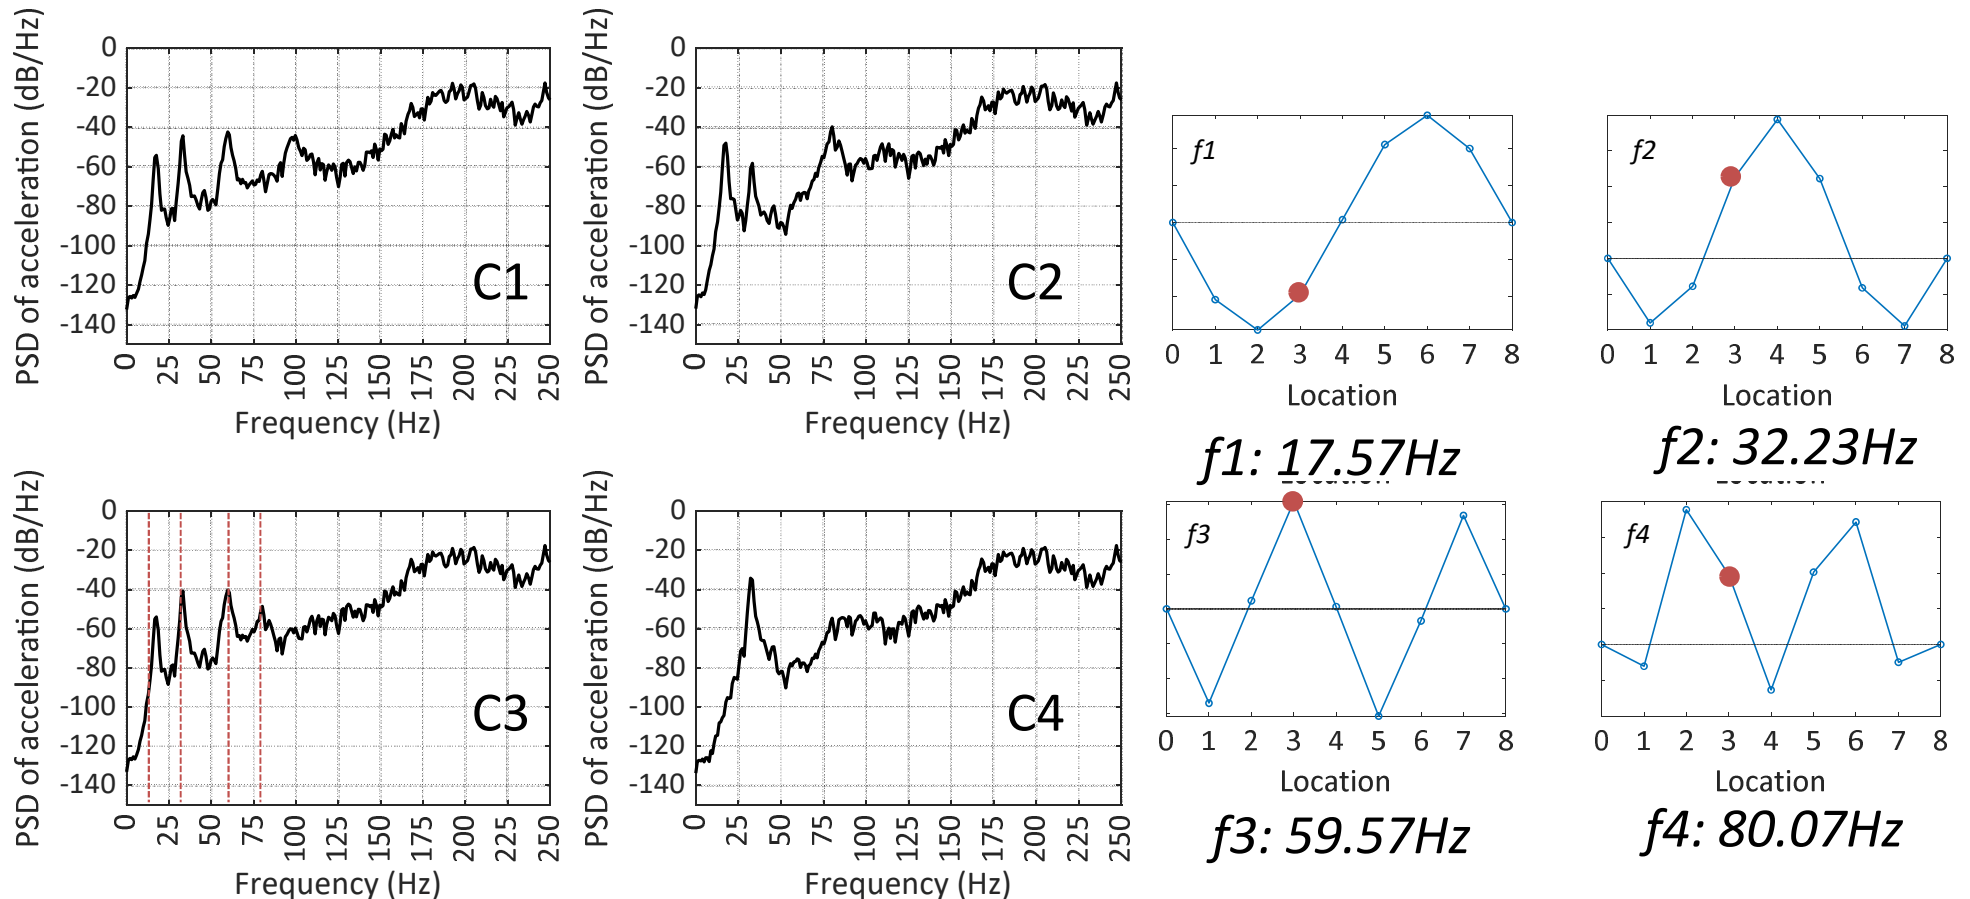 PSD of acceleration (dB/Hz)
0
-20
-40
-60
-80
-100
-120
-140
C1
0 25 50 75 100 125 150 175 200 225 250
Frequency (Hz)
PSD of acceleration (dB/Hz)
0
-20
-40
-60
-80
-100
-120
-140
C2
0 25 50 75 100 125 150 175 200 225 250
Frequency (Hz)
f1
0 1 2 3 4 5 6 7 8
Location
f1: 17.57Hz
f2
0 1 2 3 4 5 6 7 8
Location
f2: 32.23Hz
PSD of acceleration (dB/Hz)
0
-20
-40
-60
-80
-100
-120
-140
C3
0 25 50 75 100 125 150 175 200 225 250
Frequency (Hz)
PSD of acceleration (dB/Hz)
0
-20
-40
-60
-80
-100
-120
-140
C4
0 25 50 75 100 125 150 175 200 225 250
Frequency (Hz)
f3
0 1 2 3 4 5 6 7 8
Location
f3: 59.57Hz
f4
0 1 2 3 4 5 6 7 8
Location
f4: 80.07Hz